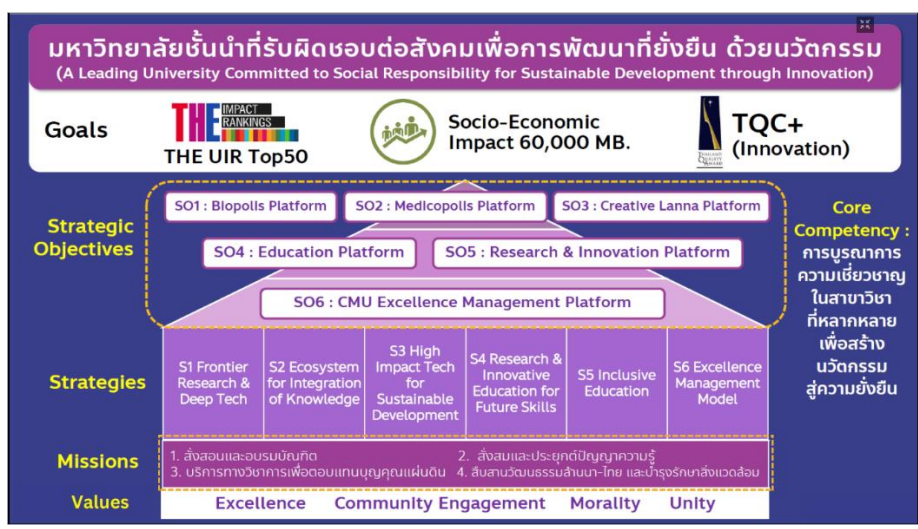 มหาวิทยาลัยชั้นนำที่รับผิดชอบต่อสังคมเพื่อการพัฒนาที่ยั่งยืน ด้วยนวัตกรรม
(A Leading University Committed to Social Responsibility for Sustainable Development through Innovation)
Goals
THE IMPACT
RANKINGS
THE UIR Top50
Socio-Economic
Impact 60,000 MB.
THAILAND
QUALITY
AWARD
TQC+
(Innovation)
Strategic
Objectives
SO1 : Biopolis Platform
SO2 : Medicopolis Platform
SO3 : Creative Lanna Platform
SO4 : Education Platform
SO5 : Research & Innovation Platform
SO6 : CMU Excellence Management Platform
Core
Competency :
การบูรณาการ
ความเชี่ยวชาญ
ในสาขาวิชา
ที่หลากหลาย
เพื่อสร้าง
นวัตกรรม
สู่ความยั่งยืน
Strategies
S1 Frontier
Research &
Deep Tech
S2 Ecosystem
for Integration
of Knowledge
S3 High
Impact Tech
for
Sustainable
Development
S4 Research &
Innovative
Education for
Future Skills
S5 Inclusive
Education
S6 Excellence
Management
Model
Missions
1. สั่งสอนและอบรมบัณฑิต 2. สั่งสมและประยุกต์ปัญญาความรู้
3. บริการทางวิชาการเพื่อตอบแทนบุญคุณแผ่นดิน 4. สืบสานวัฒนธรรมล้านนา-ไทย และบำรุงรักษาสิ่งแวดล้อม
Values
Excellence Community Engagement Morality Unity